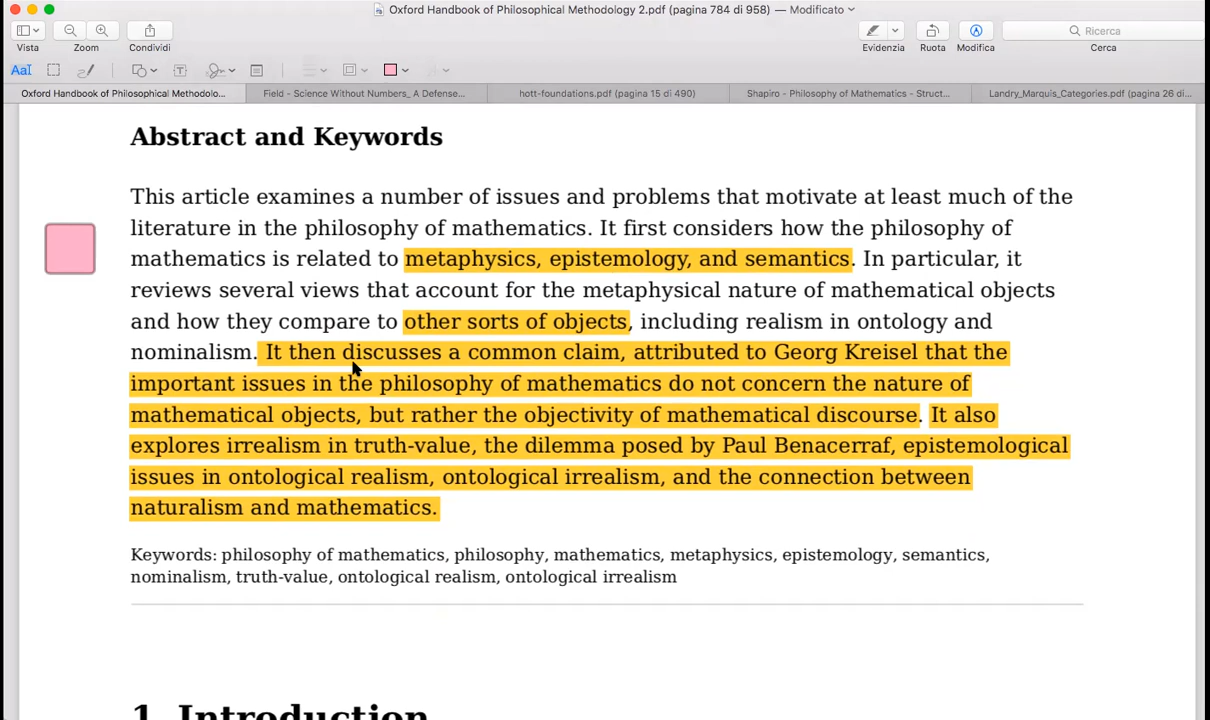 Oxford Handbook of Philosophical Methodology 2.pdf (pagina 784 di 958) — Modificato
Vista
Zoom
Condividi
Evidenzia
Ruota
Modifica
Ricerca
Cerca
AaI
Oxford Handbook of Philosophical Methodolo...
Field - Science Without Numbers_ A Defense...
hott-foundations.pdf (pagina 15 di 490)
Shapiro - Philosophy of Mathematics - Struct...
Landry_Marquis_Categories.pdf (pagina 26 di...
Abstract and Keywords
This article examines a number of issues and problems that motivate at least much of the
literature in the philosophy of mathematics. It first considers how the philosophy of
mathematics is related to metaphysics, epistemology, and semantics. In particular, it
reviews several views that account for the metaphysical nature of mathematical objects
and how they compare to other sorts of objects, including realism in ontology and
nominalism. It then discusses a common claim, attributed to Georg Kreisel that the
important issues in the philosophy of mathematics do not concern the nature of
mathematical objects, but rather the objectivity of mathematical discourse. It also
explores irrealism in truth-value, the dilemma posed by Paul Benacerraf, epistemological
issues in ontological realism, ontological irrealism, and the connection between
naturalism and mathematics.
Keywords: philosophy of mathematics, philosophy, mathematics, metaphysics, epistemology, semantics,
nominalism, truth-value, ontological realism, ontological irrealism
1. Introduction